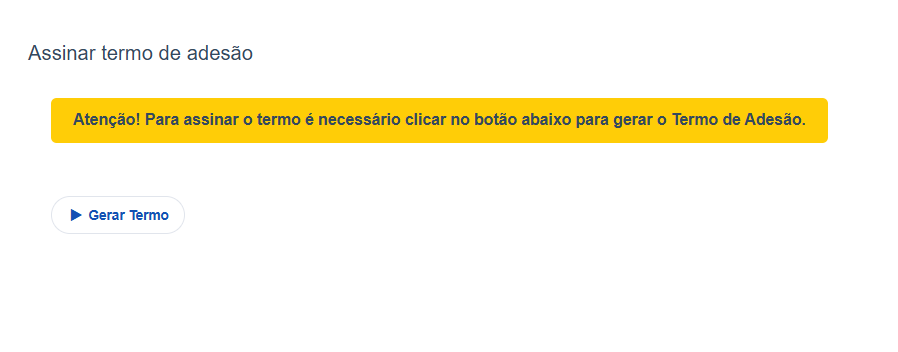 Assinar termo de adesão
Atenção! Para assinar o termo é necessário clicar no botão abaixo para gerar o Termo de Adesão.
Gerar Termo